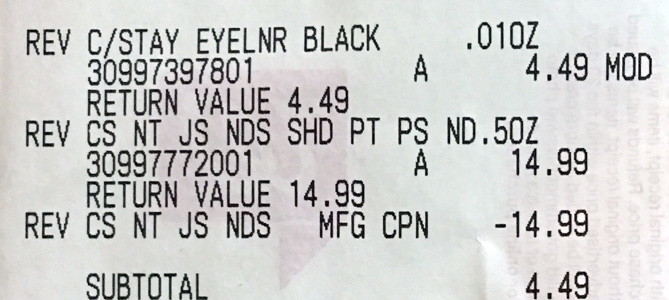 REV C/STAY EYELNR BLACK .01OZ
30997397801 A 4.49 MOD
RETURN VALUE 4.49
REV CS NT JS NDS SHD PT PS ND.5OZ
30997772001 A 14.99
RETURN VALUE 14.99
REV CS NT JS NDS MFG CPN -14.99
SUBTOTAL 4.49